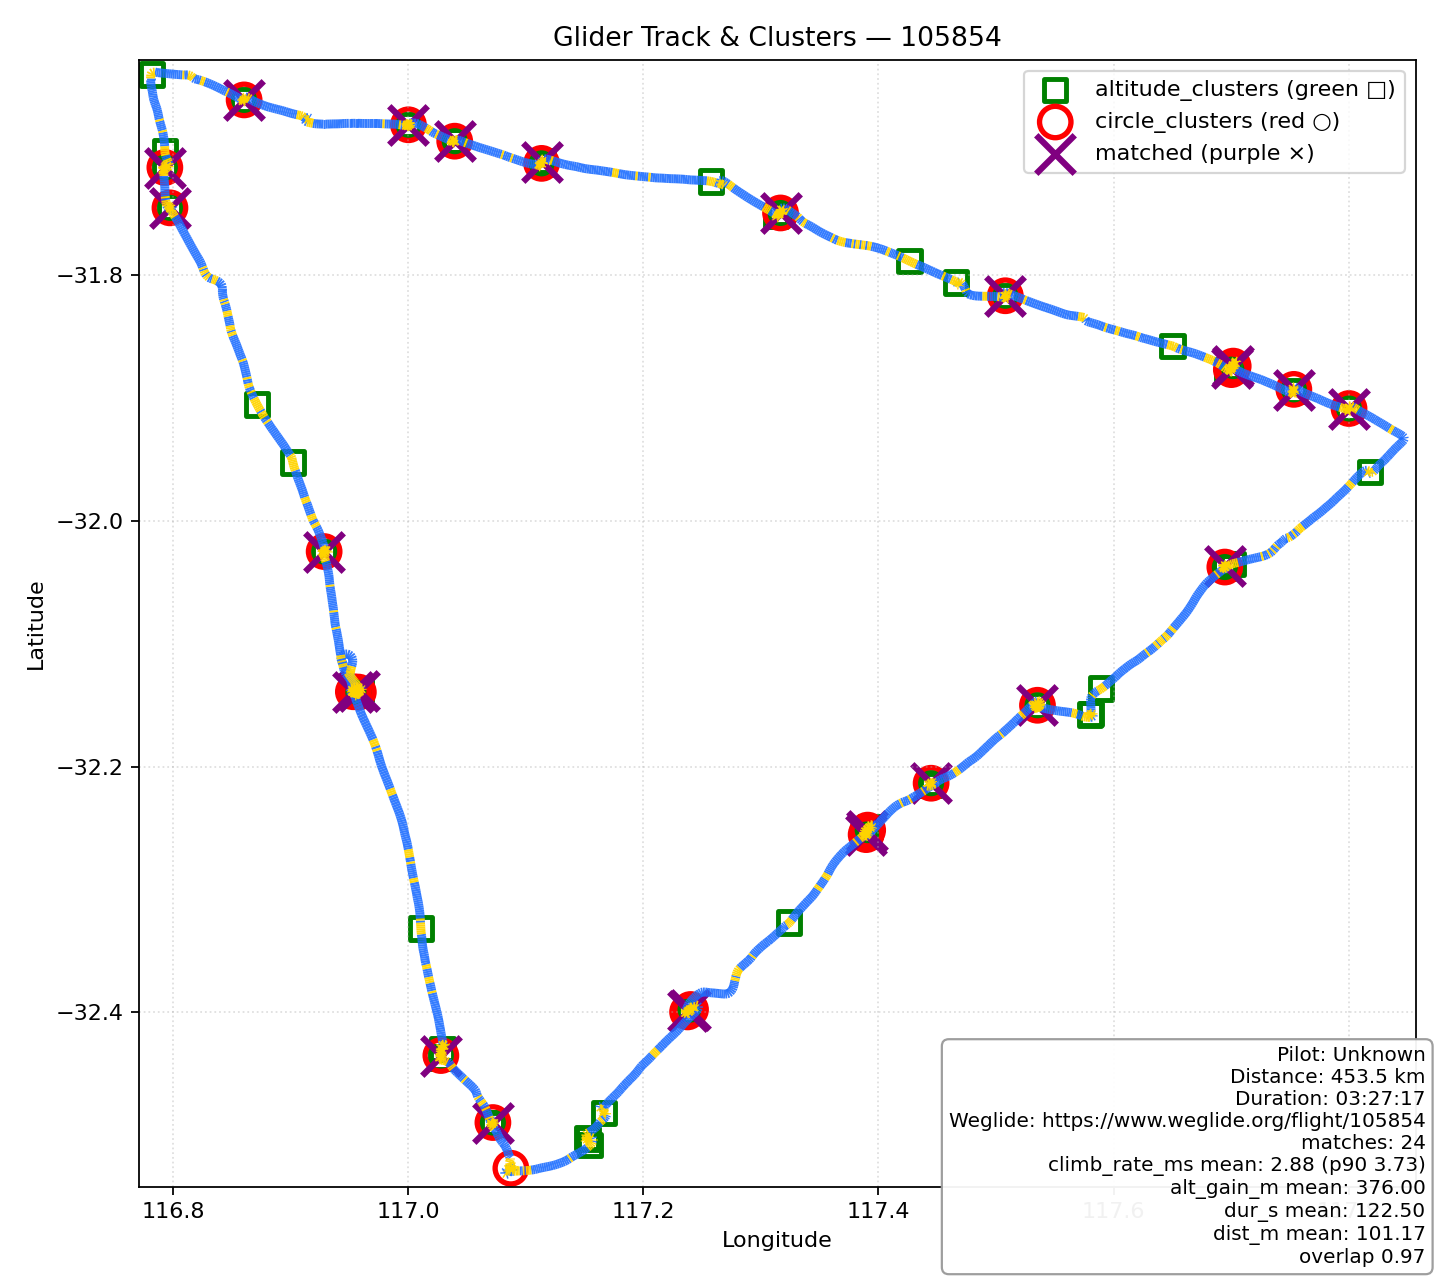 Glider Track & Clusters — 105854
altitude_clusters (green □)
circle_clusters (red ○)
matched (purple ×)
−31.8
−32.0
−32.2
−32.4
Latitude
116.8
117.0
117.2
117.4
117.6
Longitude
Pilot: Unknown
Distance: 453.5 km
Duration: 03:27:17
Weglide: https://www.weglide.org/flight/105854
matches: 24
climb_rate_ms mean: 2.88 (p90 3.73)
alt_gain_m mean: 376.00
dur_s mean: 122.50
dist_m mean: 101.17
overlap 0.97